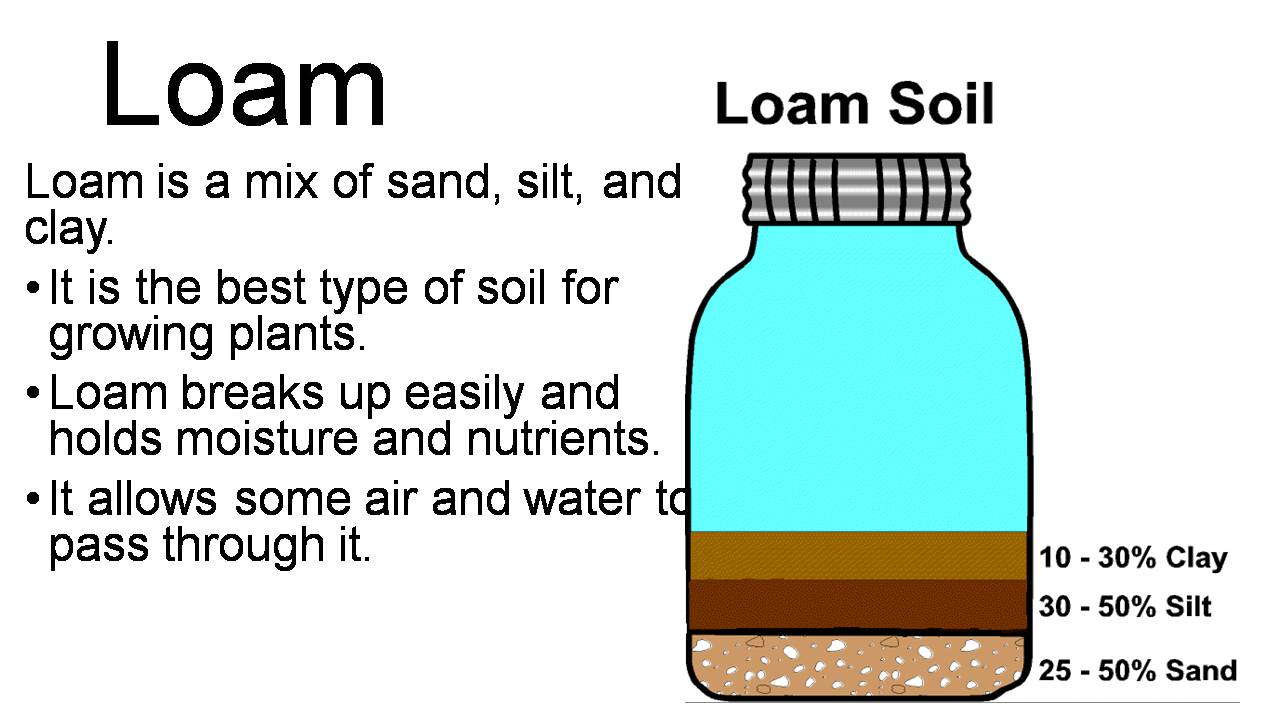 Loam
Loam is a mix of sand, silt, and
clay.
•It is the best type of soil for
growing plants.
•Loam breaks up easily and
holds moisture and nutrients.
•It allows some air and water to
pass through it.
Loam Soil
10 - 30% Clay
30 - 50% Silt
25 - 50% Sand